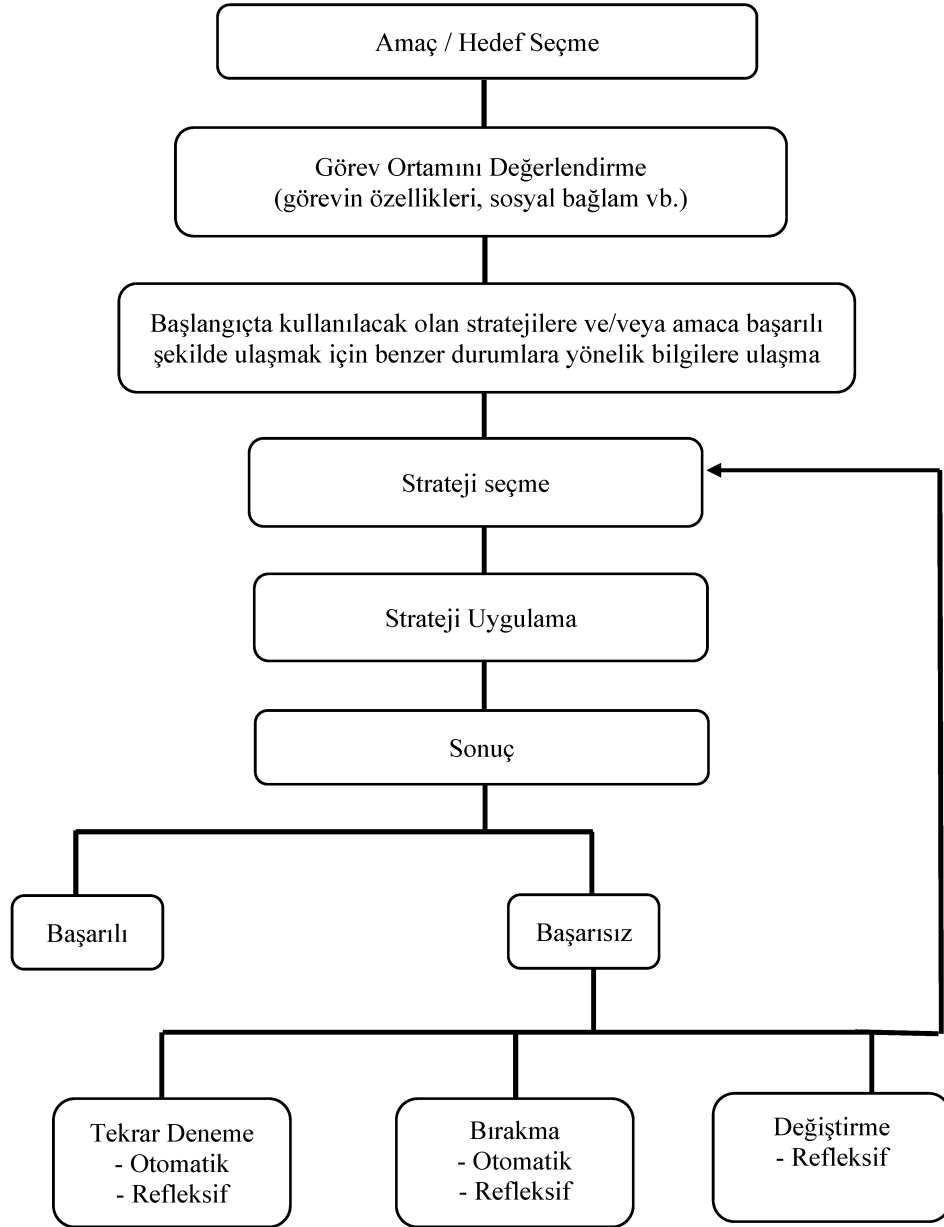 Amaç / Hedef Seçme
Görev Ortamını Değerlendirme
(görevin özellikleri, sosyal bağlam vb.)
Başlangıçta kullanılacak olan stratejilere ve/veya amaca başarılı
şekilde ulaşmak için benzer durumlara yönelik bilgilere ulaşma
Strateji seçme
Strateji Uygulama
Sonuç
Başarılı
Başarısız
Tekrar Deneme
- Otomatik
- Refleksif
Bırakma
- Otomatik
- Refleksif
Değiştirme
- Refleksif